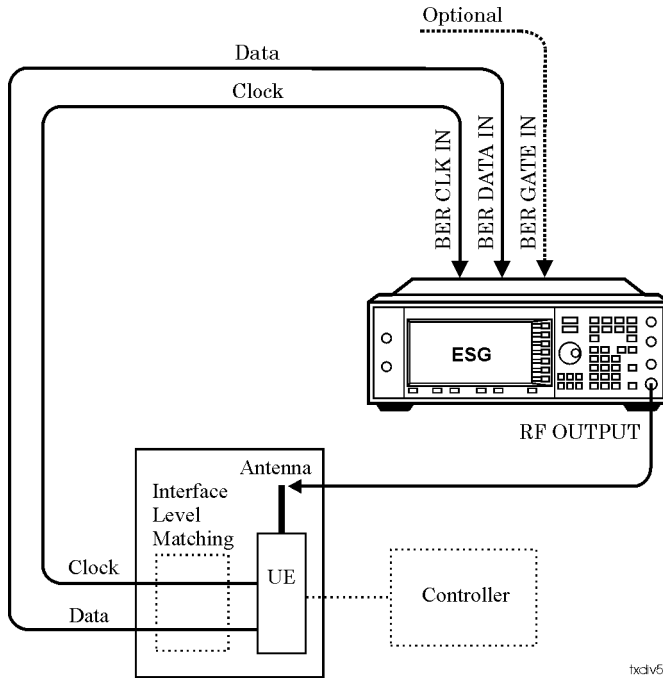 Optional
Data
Clock
BER CLK IN
BER DATA IN
BER GATE IN
ESG
RF OUTPUT
Antenna
Interface
Level
Matching
Clock
UE
Controller
Data
txdiv5